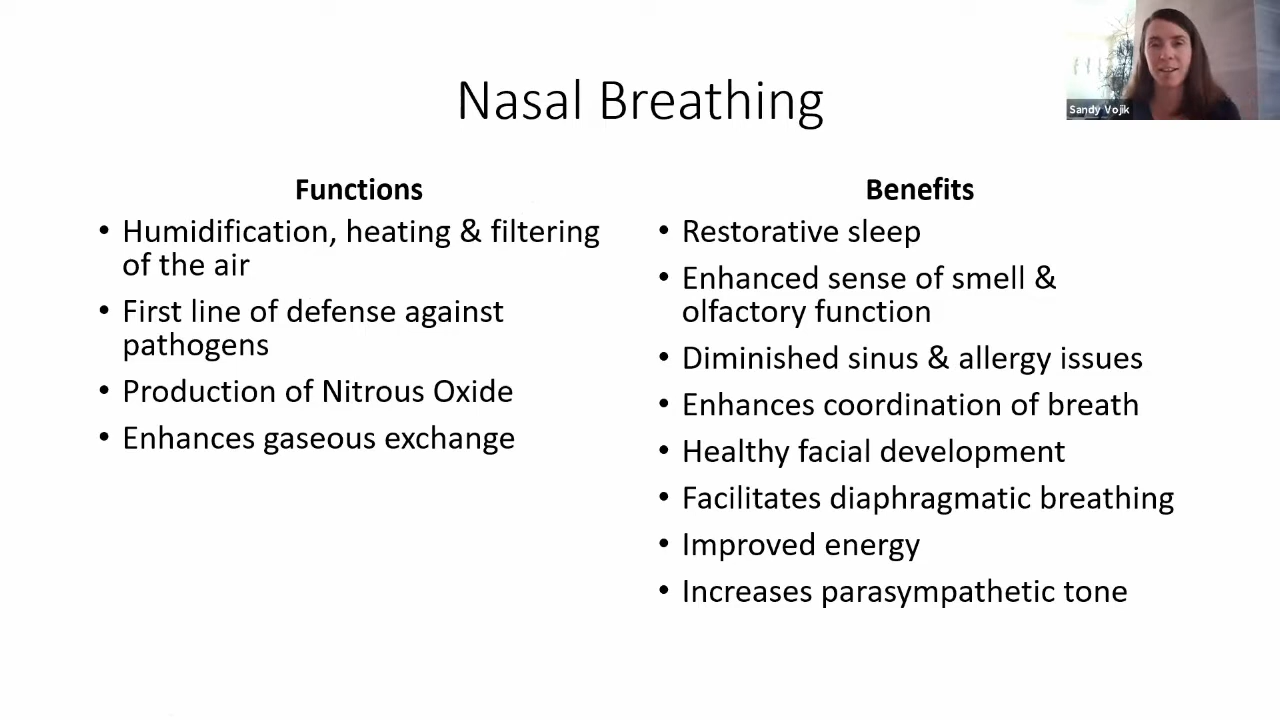 Nasal Breathing
Sandy Vojik
Functions
• Humidification, heating & filtering
of the air
• First line of defense against
pathogens
• Production of Nitrous Oxide
• Enhances gaseous exchange
Benefits
• Restorative sleep
• Enhanced sense of smell &
olfactory function
• Diminished sinus & allergy issues
• Enhances coordination of breath
• Healthy facial development
• Facilitates diaphragmatic breathing
• Improved energy
• Increases parasympathetic tone